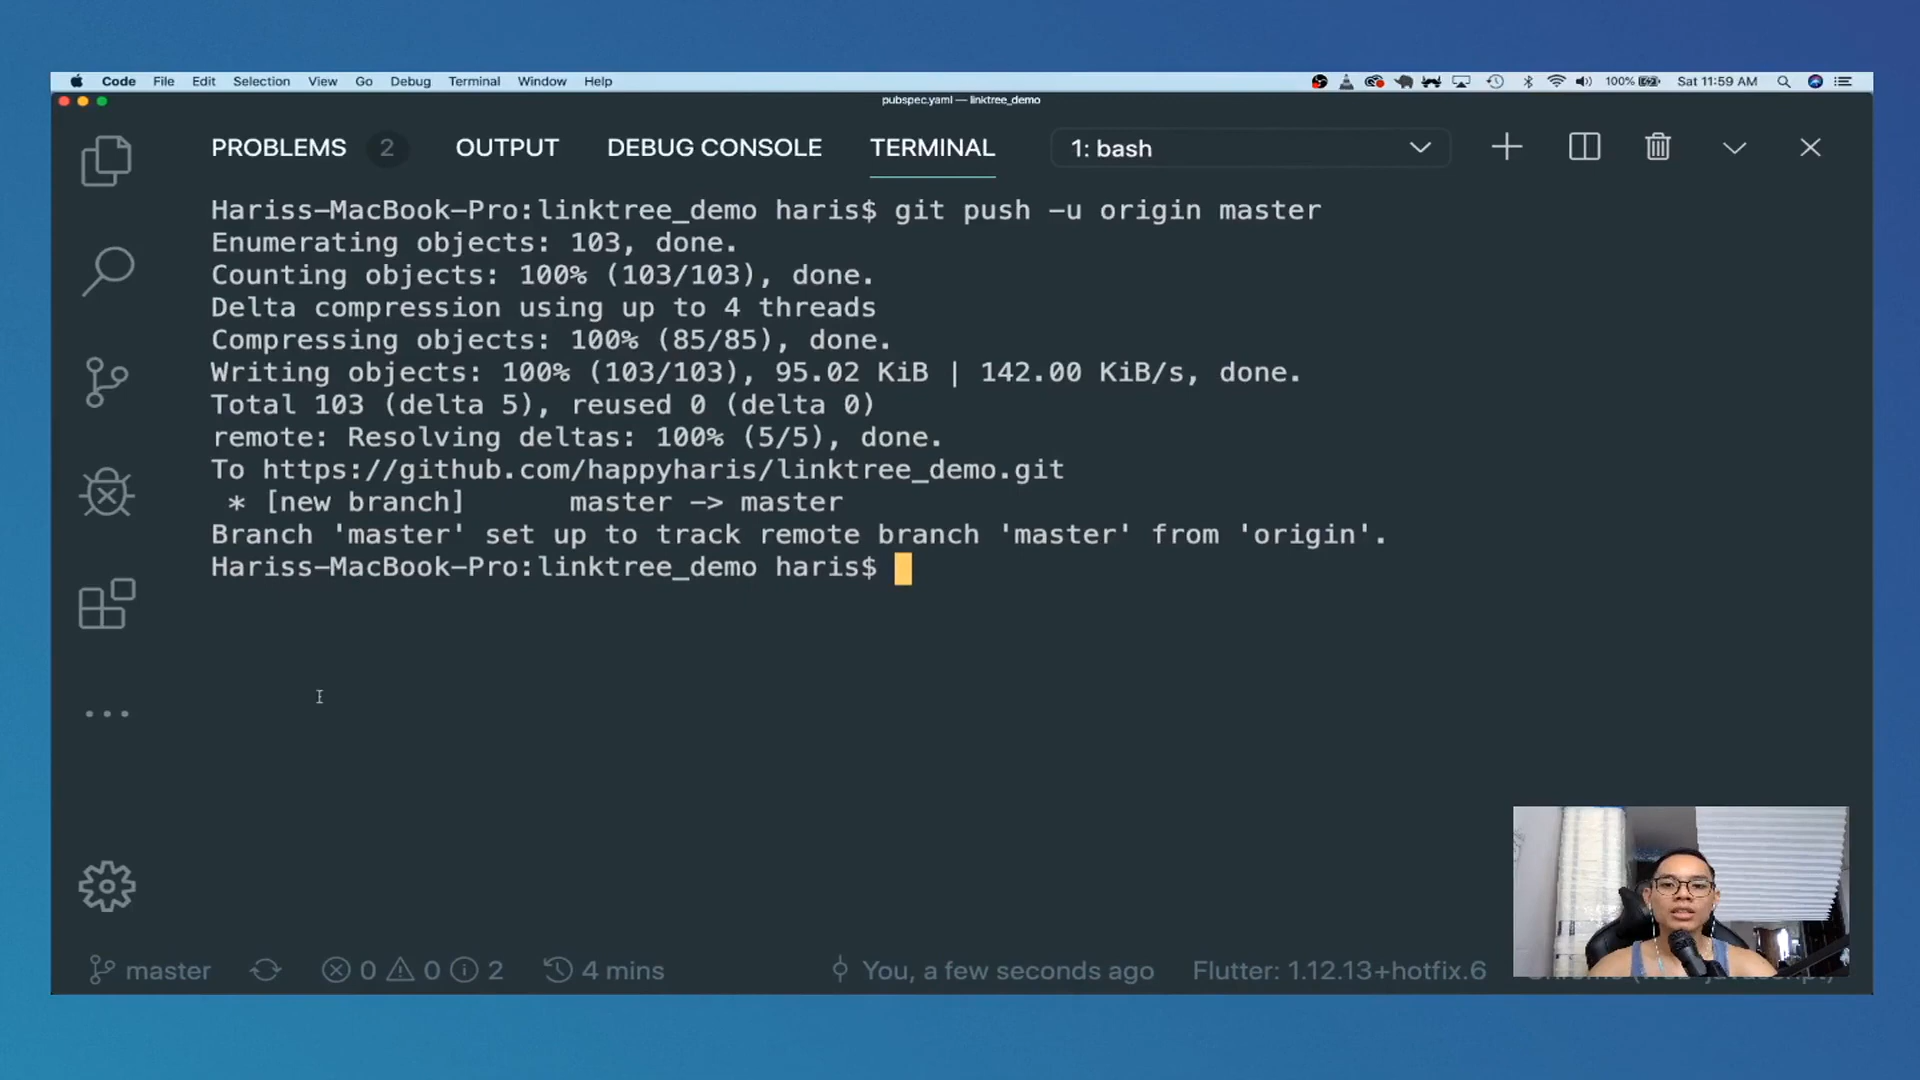 Code File Edit Selection View Go Debug Terminal Window Help 100% Sat 11:59 AM
pubspec.yaml — linktree_demo
PROBLEMS 2 OUTPUT DEBUG CONSOLE TERMINAL 1: bash
Hariss-MacBook-Pro:linktree_demo haris$ git push -u origin master
Enumerating objects: 103, done.
Counting objects: 100% (103/103), done.
Delta compression using up to 4 threads
Compressing objects: 100% (85/85), done.
Writing objects: 100% (103/103), 95.02 KiB | 142.00 KiB/s, done.
Total 103 (delta 5), reused 0 (delta 0)
remote: Resolving deltas: 100% (5/5), done.
To https://github.com/happyharis/linktree_demo.git
* [new branch] master -> master
Branch 'master' set up to track remote branch 'master' from 'origin'.
Hariss-MacBook-Pro:linktree_demo haris$
master 0 0 2 4 mins You, a few seconds ago Flutter: 1.12.13+hotfix.6